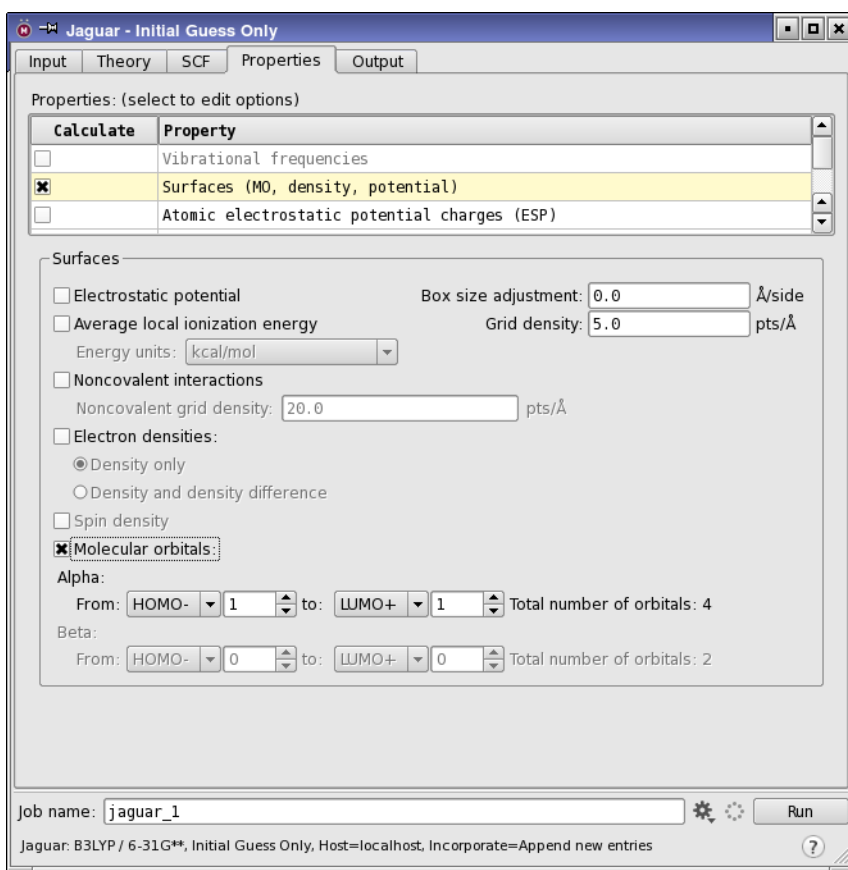 Jaguar - Initial Guess Only
Input Theory SCF Properties Output
Properties: (select to edit options)
Calculate Property
Vibrational frequencies
Surfaces (MO, density, potential)
Atomic electrostatic potential charges (ESP)
Surfaces
Electrostatic potential Box size adjustment: 0.0 Å/side
Average local ionization energy Grid density: 5.0 pts/Å
Energy units: kcal/mol
Noncovalent interactions
Noncovalent grid density: 20.0 pts/Å
Electron densities:
Density only
Density and density difference
Spin density
Molecular orbitals:
Alpha:
From: HOMO- 1 to: LUMO+ 1 Total number of orbitals: 4
Beta:
From: HOMO- 0 to: LUMO+ 0 Total number of orbitals: 2
Job name: jaguar_1 Run
Jaguar: B3LYP / 6-31G**, Initial Guess Only, Host=localhost, Incorporate=Append new entries ?